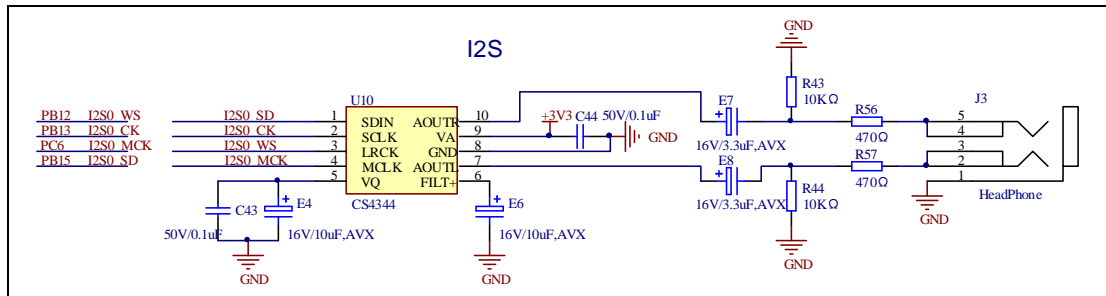 I2S
GND
U10
R43
10KΩ
J3
PB12 I2S0_WS I2S0_SD 1 SDIN AOUTR 10
PB13 I2S0_CK I2S0_CK 2 SCLK VA 9
PC6 I2S0_MCK I2S0_WS 3 LRCK GND 8
PB15 I2S0_SD I2S0_MCK 4 MCLK AOUTL 7
5 VQ FILT+ 6
CS4344
+3V3 C44 50V/0.1uF
GND
E7
+
16V/3.3uF,AVX
E8
+
16V/3.3uF,AVX
R56
470Ω
R57
470Ω
5
4
3
2
1
HeadPhone
GND
R44
10KΩ
GND
C43
50V/0.1uF
+
E4
16V/10uF,AVX
GND
+
E6
16V/10uF,AVX
GND